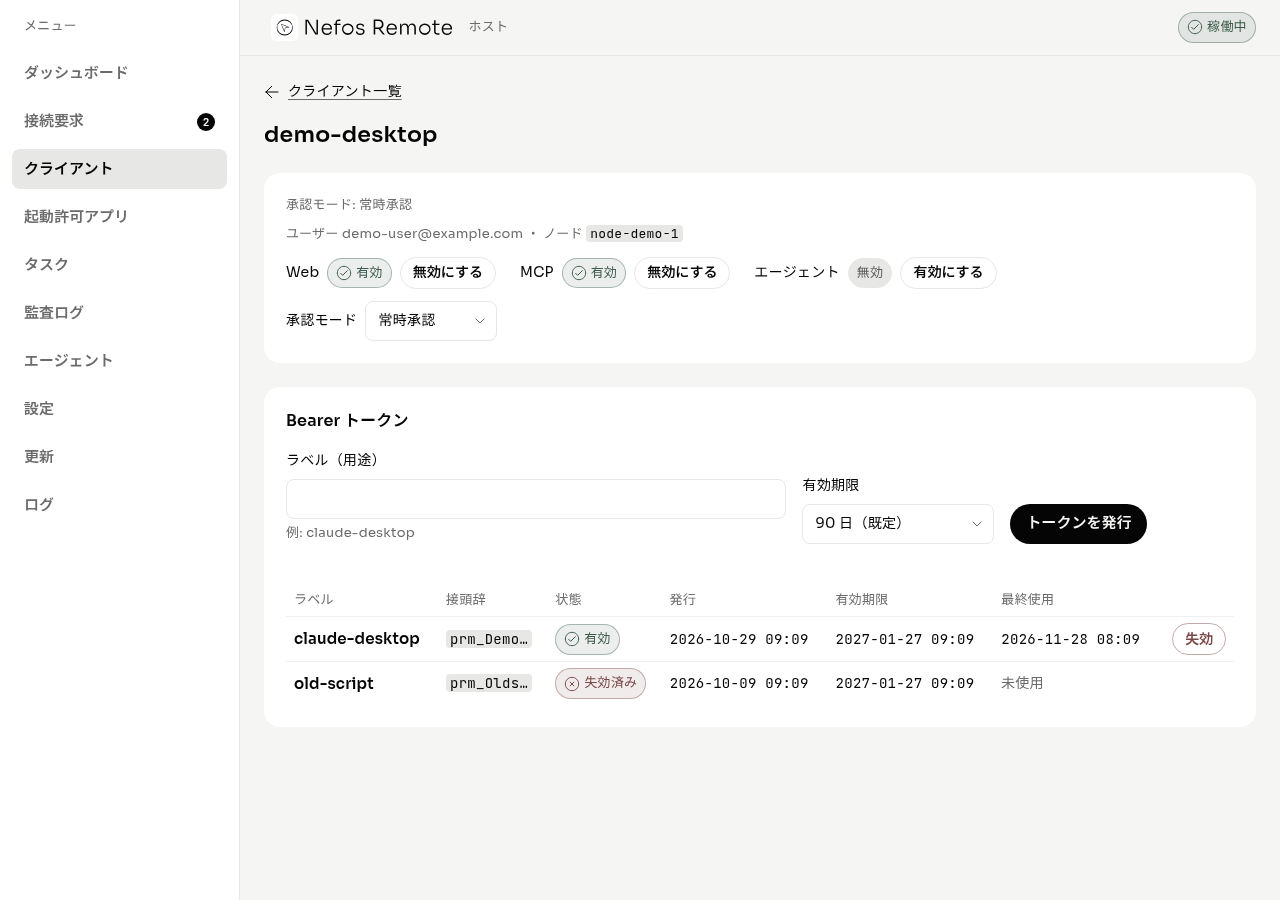 メニュー
ダッシュボード
接続要求 2
クライアント
起動許可アプリ
タスク
監査ログ
エージェント
設定
更新
ログ
Nefos Remote ホスト 稼働中
クライアント一覧
demo-desktop
承認モード: 常時承認
ユーザー demo-user@example.com ・ ノード node-demo-1
Web 有効 無効にする MCP 有効 無効にする エージェント 無効 有効にする
承認モード 常時承認
Bearer トークン
ラベル（用途）
有効期限
90 日（既定） トークンを発行
例: claude-desktop
ラベル 接頭辞 状態 発行 有効期限 最終使用
claude-desktop prm_Demo… 有効 2026-10-29 09:09 2027-01-27 09:09 2026-11-28 08:09 失効
old-script prm_Olds… 失効済み 2026-10-09 09:09 2027-01-27 09:09 未使用